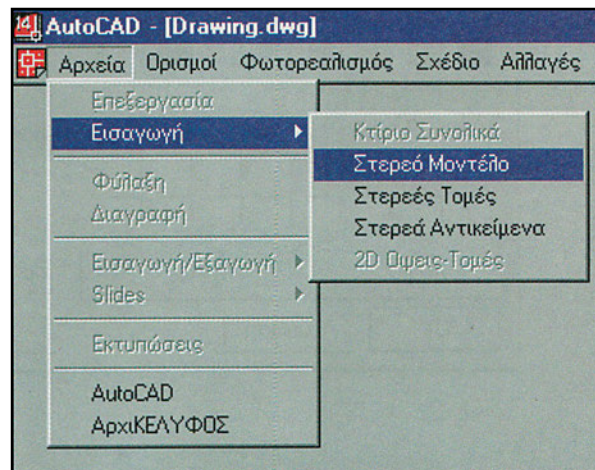 14 AutoCAD - [Drawing.dwg]
Αρχεία Ορισμοί Φωτορεαλισμός Σχέδιο Αλλαγές
Επεξεργασία
Εισαγωγή
Φύλαξη
Διαγραφή
Εισαγωγή/Εξαγωγή
Slides
Εκτυπώσεις
AutoCAD
ΑρχιΚΕΛΥΦΟΣ
Κτίριο Συνολικά
Στερεό Μοντέλο
Στερεές Τομές
Στερεά Αντικείμενα
2D Οψεις-Τομές